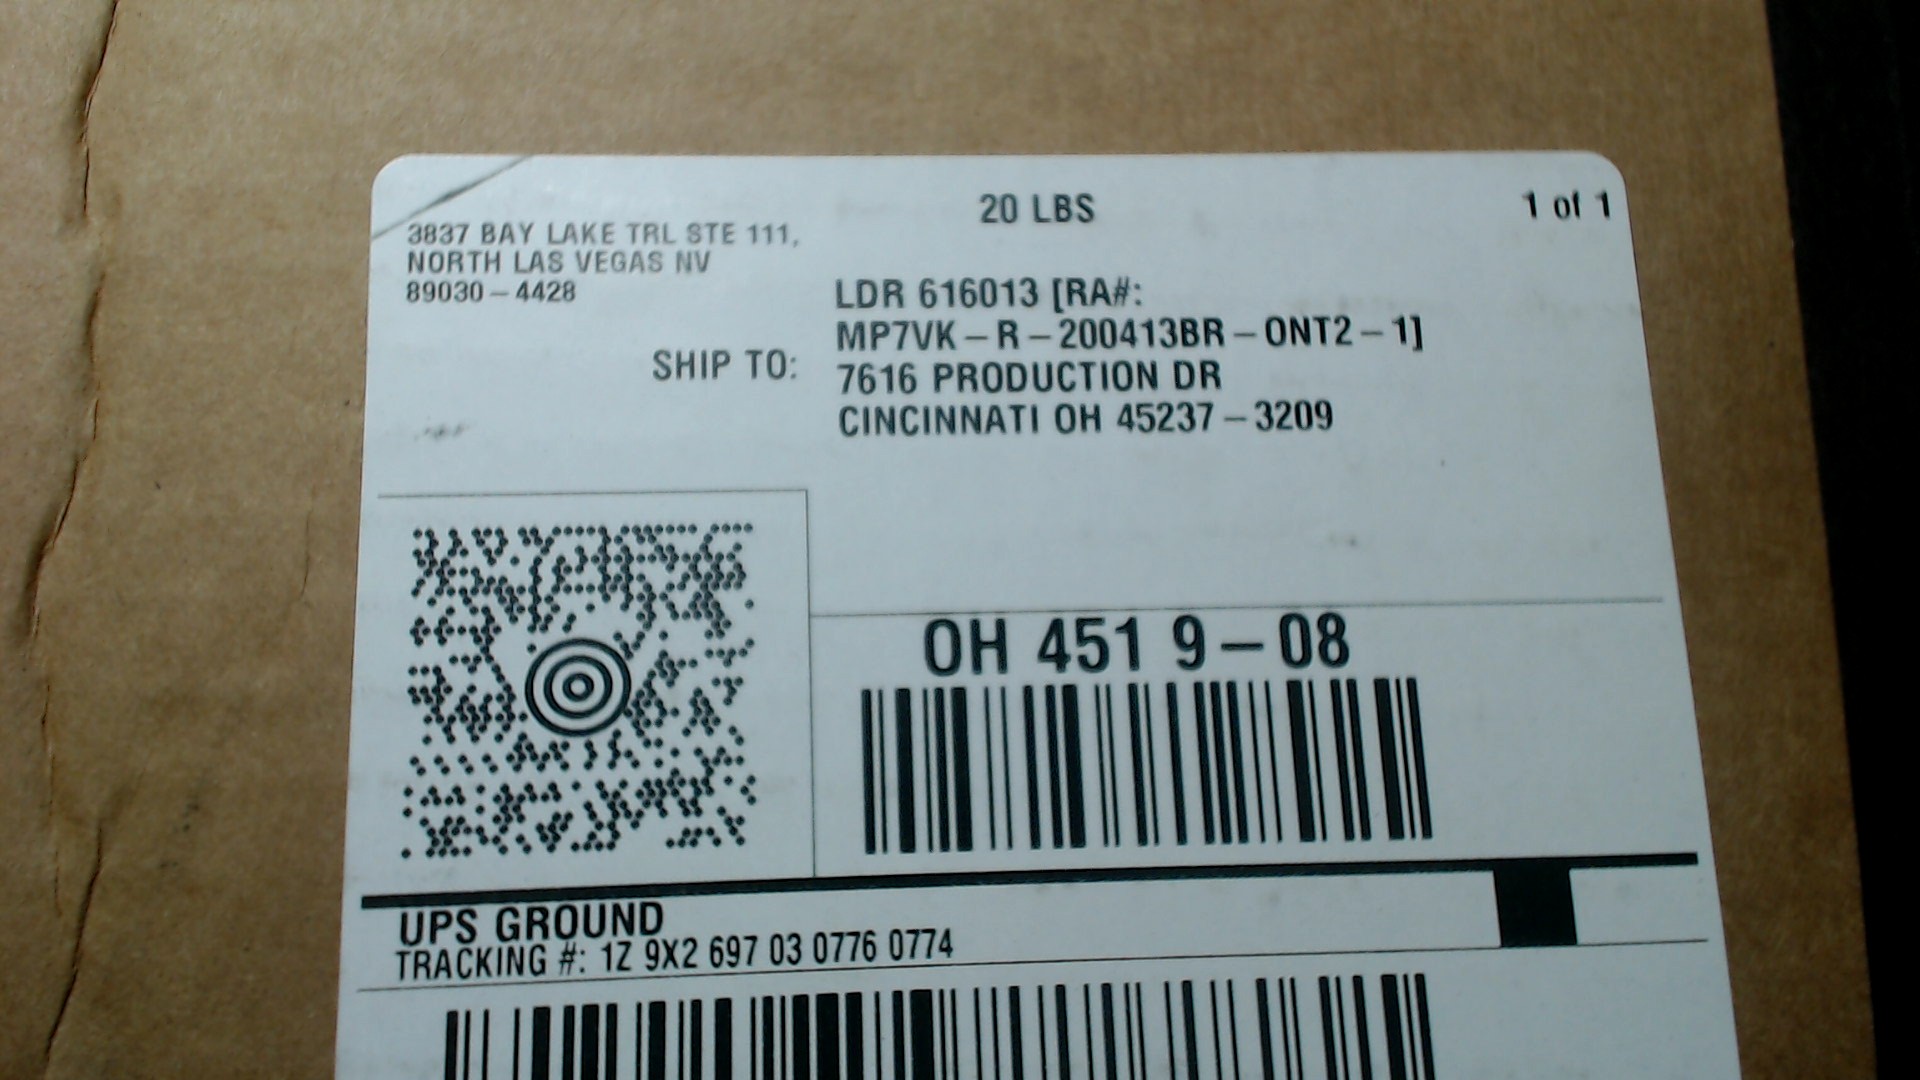 20 LBS
1 of 1
3837 BAY LAKE TRL STE 111,
NORTH LAS VEGAS NV
89030-4428
SHIP TO:
LDR 616013 [RA#:
MP7VK-R-200413BR-ONT2-1]
7616 PRODUCTION DR
CINCINNATI OH 45237-3209
OH 451 9-08
UPS GROUND
TRACKING #: 1Z 9X2 697 03 0776 0774